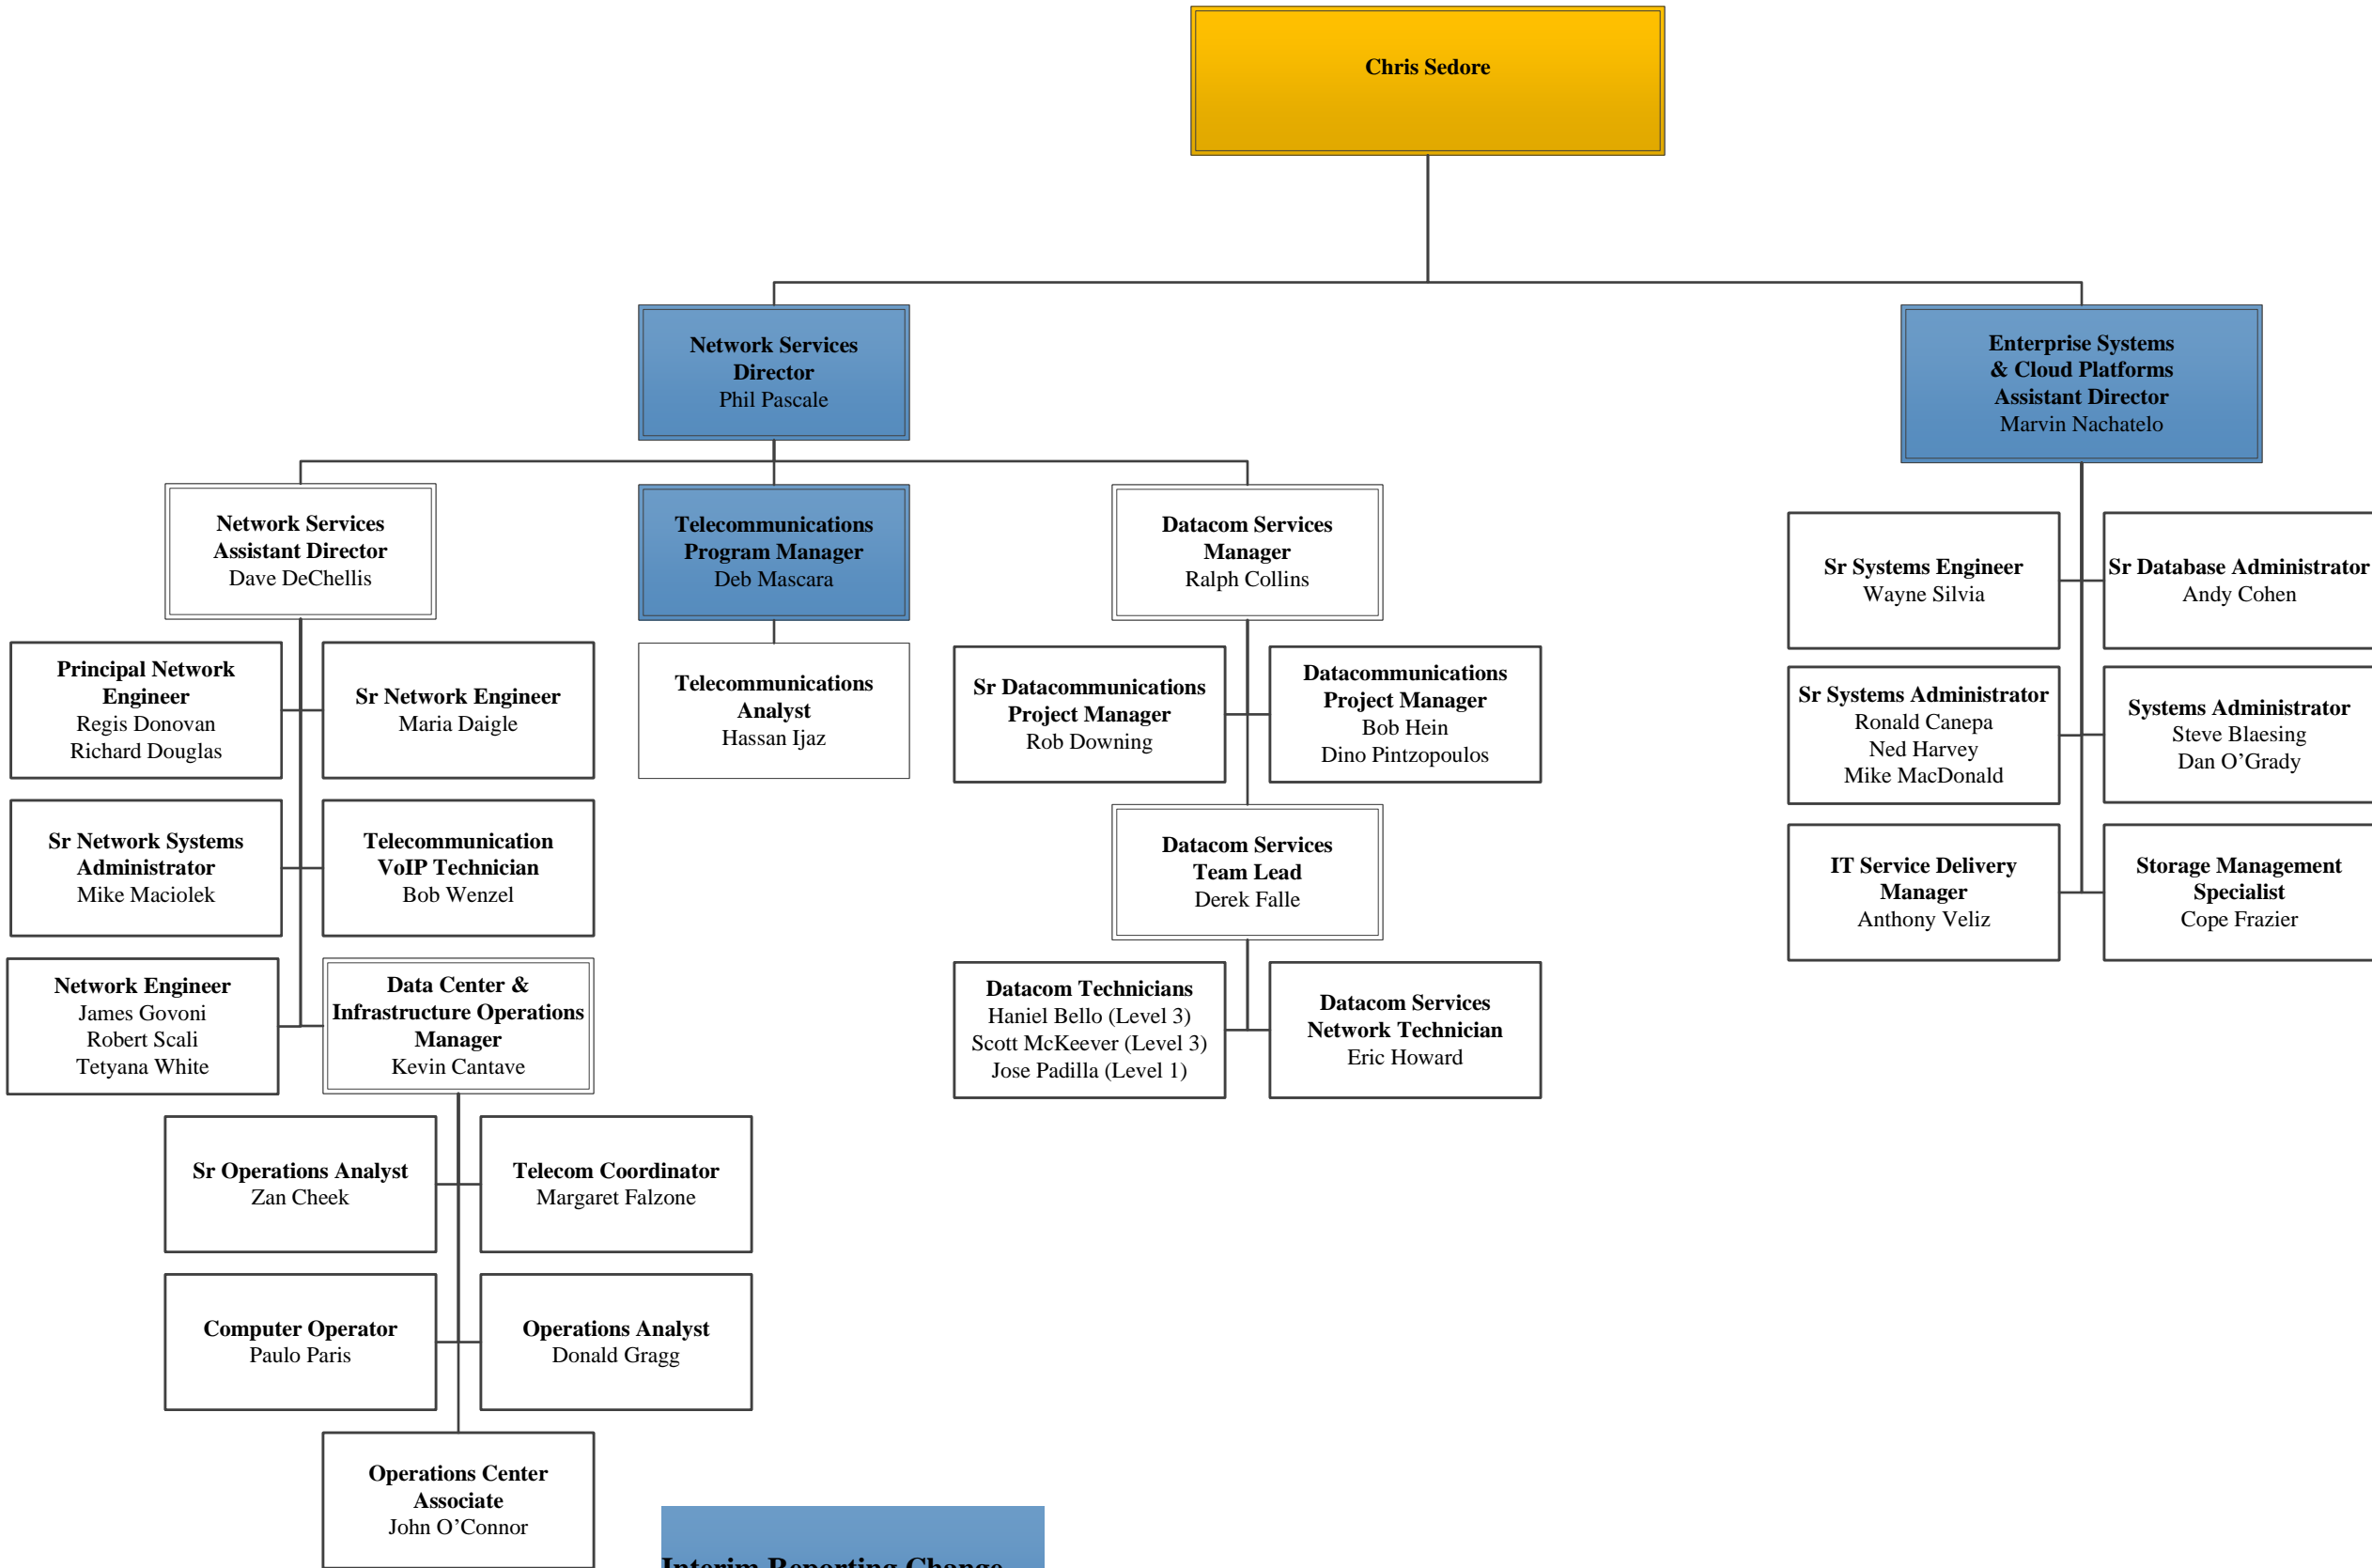 Chris Sedore
Network Services
Director
Phil Pascale
Enterprise Systems
& Cloud Platforms
Assistant Director
Marvin Nachatelo
Network Services
Assistant Director
Dave DeChellis
Telecommunications
Program Manager
Deb Mascara
Datacom Services
Manager
Ralph Collins
Sr Systems Engineer
Wayne Silvia
Sr Database Administrator
Andy Cohen
Principal Network
Engineer
Regis Donovan
Richard Douglas
Sr Network Engineer
Maria Daigle
Telecommunications
Analyst
Hassan Ijaz
Sr Datacommunications
Project Manager
Rob Downing
Datacommunications
Project Manager
Bob Hein
Dino Pintzopoulos
Sr Systems Administrator
Ronald Canepa
Ned Harvey
Mike MacDonald
Systems Administrator
Steve Blaesing
Dan O’Grady
Sr Network Systems
Administrator
Mike Maciolek
Telecommunication
VoIP Technician
Bob Wenzel
Datacom Services
Team Lead
Derek Falle
IT Service Delivery
Manager
Anthony Veliz
Storage Management
Specialist
Cope Frazier
Network Engineer
James Govoni
Robert Scali
Tetyana White
Data Center &
Infrastructure Operations
Manager
Kevin Cantave
Datacom Technicians
Haniel Bello (Level 3)
Scott McKeever (Level 3)
Jose Padilla (Level 1)
Datacom Services
Network Technician
Eric Howard
Sr Operations Analyst
Zan Cheek
Telecom Coordinator
Margaret Falzone
Computer Operator
Paulo Paris
Operations Analyst
Donald Gragg
Operations Center
Associate
John O’Connor
Interim Reporting Change